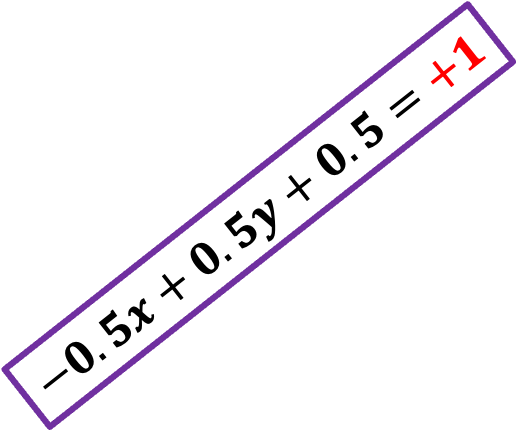 −0.5x + 0.5y + 0.5 = +1